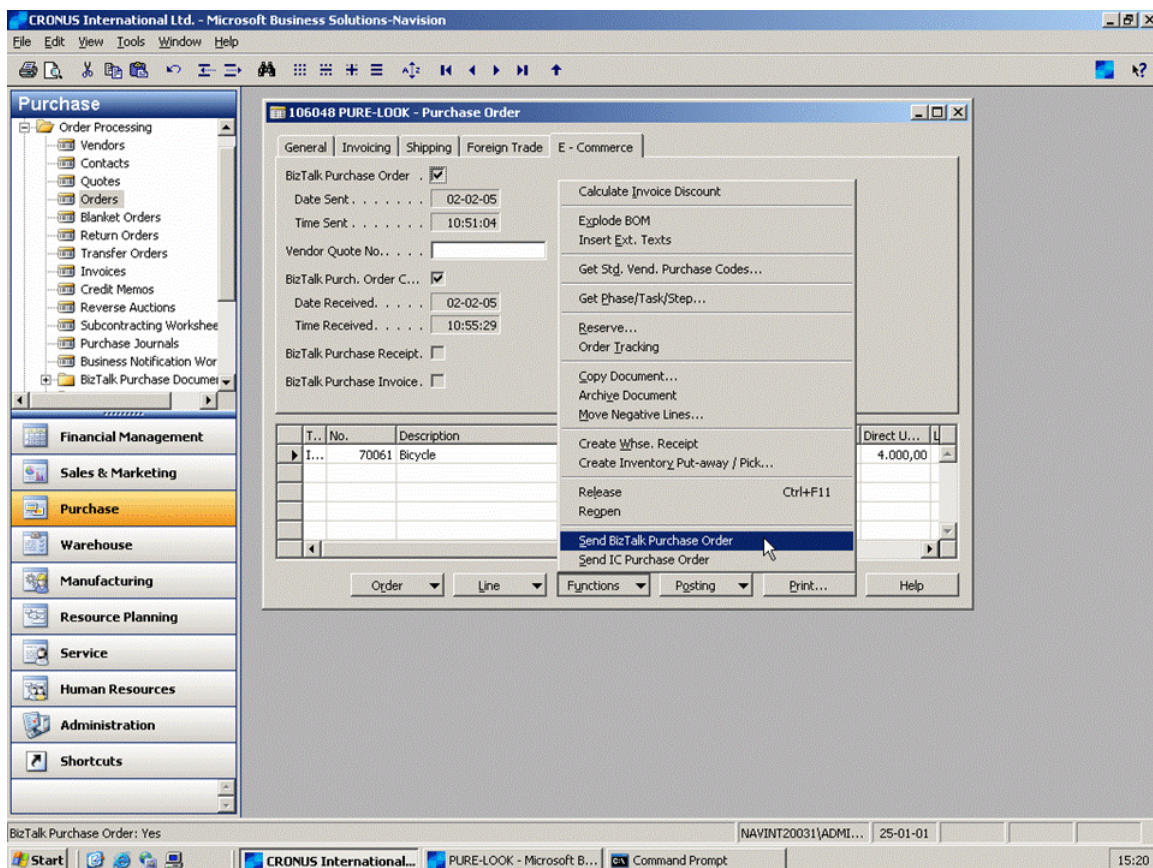 CRONUS International Ltd. - Microsoft Business Solutions-Navision
File Edit View Tools Window Help
Purchase
Order Processing
Vendors
Contacts
Quotes
Orders
Blanket Orders
Return Orders
Transfer Orders
Invoices
Credit Memos
Reverse Auctions
Subcontracting Workshee
Purchase Journals
Business Notification Wor
BizTalk Purchase Documer
Financial Management
Sales & Marketing
Purchase
Warehouse
Manufacturing
Resource Planning
Service
Human Resources
Administration
Shortcuts
106048 PURE-LOOK - Purchase Order
General Invoicing Shipping Foreign Trade E - Commerce
BizTalk Purchase Order .
Date Sent . . . . . . . 02-02-05
Time Sent . . . . . . . 10:51:04
Vendor Quote No.. . . .
BizTalk Purch. Order C...
Date Received. . . . . 02-02-05
Time Received. . . . . 10:55:29
BizTalk Purchase Receipt.
BizTalk Purchase Invoice .
T.. No. Description Direct U... L
I... 70061 Bicycle 4.000,00
Calculate Invoice Discount
Explode BOM
Insert Ext. Texts
Get Std. Vend. Purchase Codes...
Get Phase/Task/Step...
Reserve...
Order Tracking
Copy Document...
Archive Document
Move Negative Lines...
Create Whse. Receipt
Create Inventory Put-away / Pick...
Release Ctrl+F11
Reopen
Send BizTalk Purchase Order
Send IC Purchase Order
Order Line Functions Posting Print... Help
BizTalk Purchase Order: Yes NAVINT20031\ADMI... 25-01-01
Start CRONUS International... PURE-LOOK - Microsoft B... Command Prompt 15:20